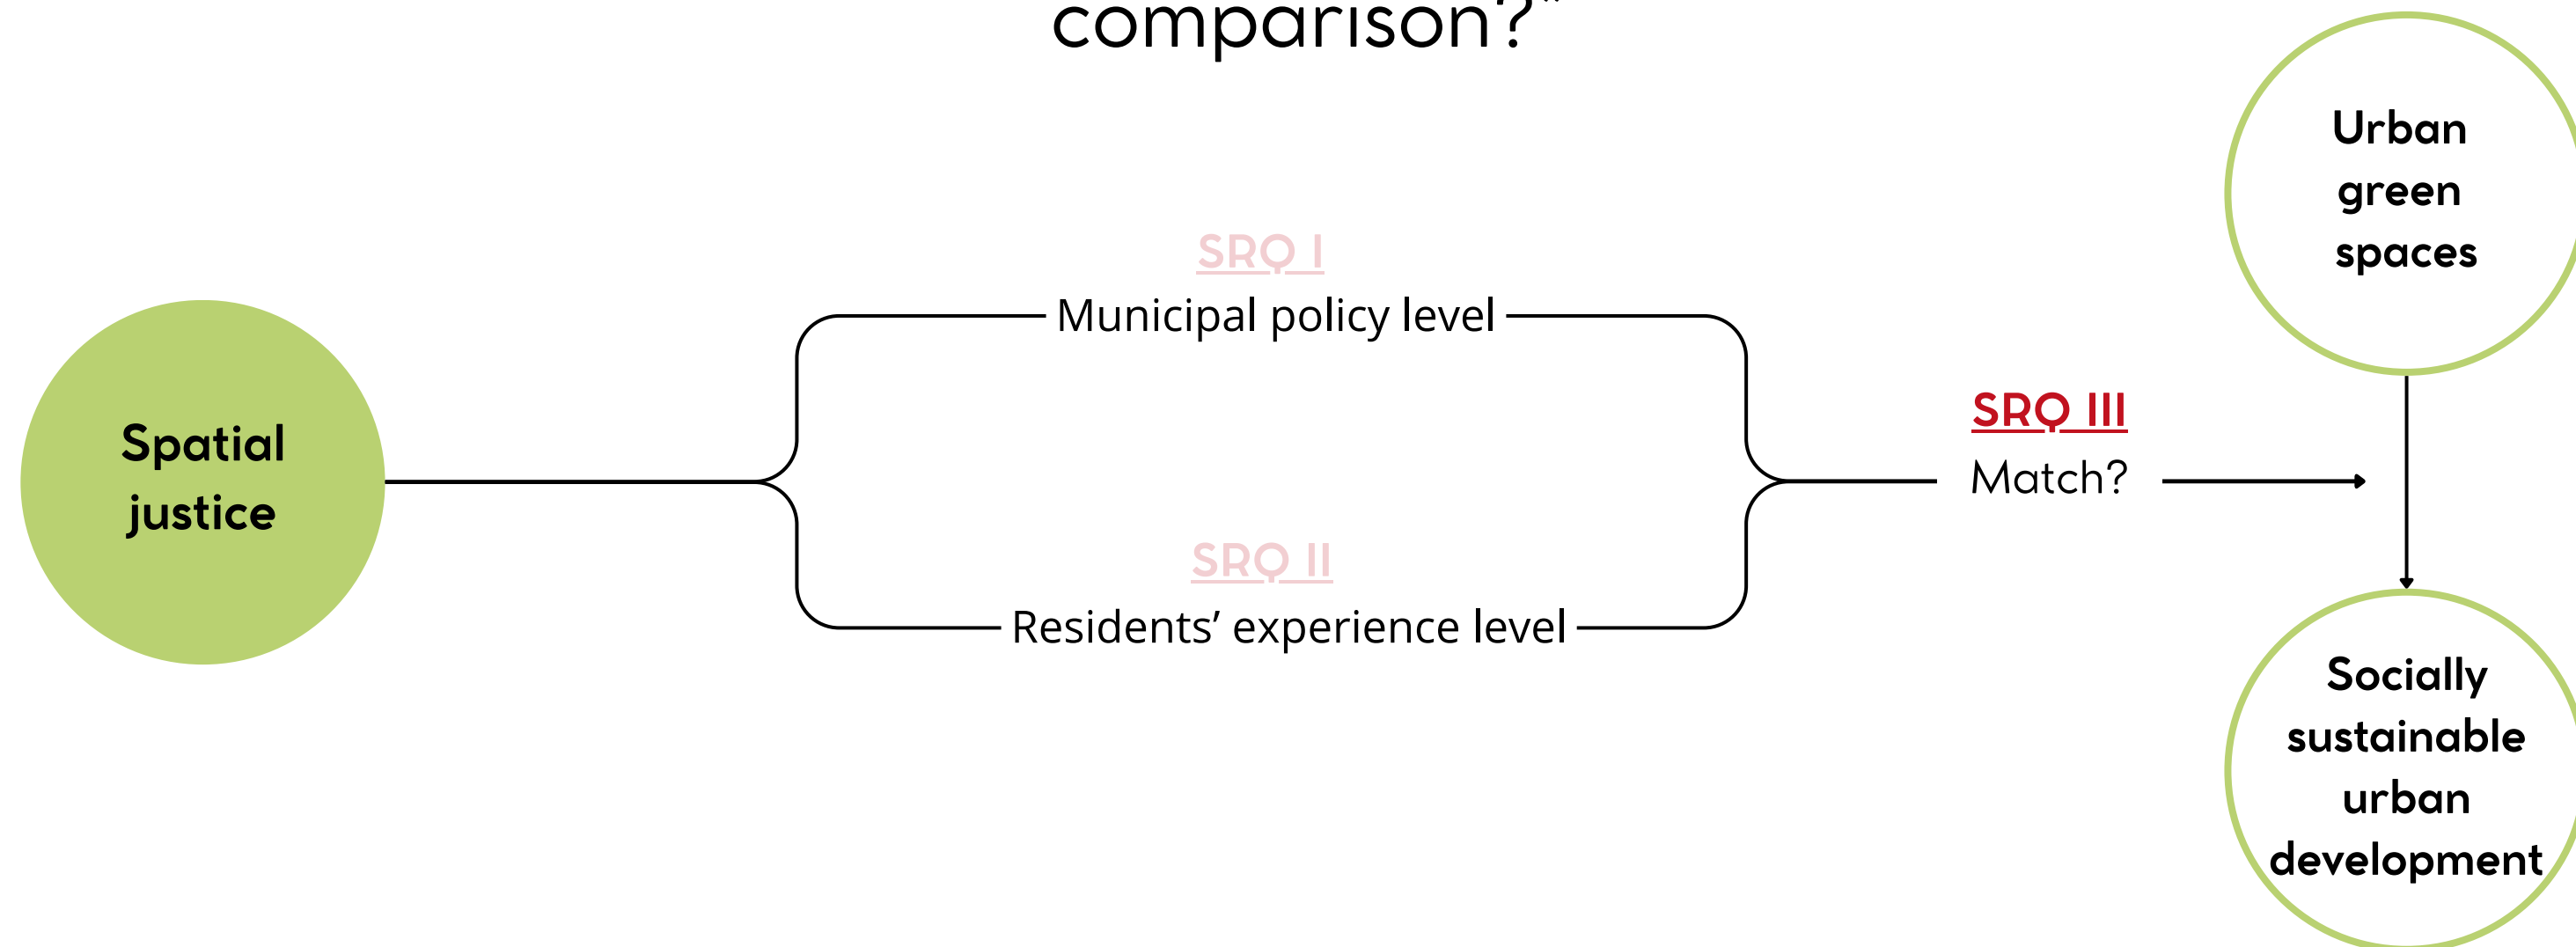 comparison?"
Urban
green
spaces
SRQ I
Municipal policy level
Spatial
justice
SRQ III
Match?
SRQ II
Residents’ experience level
Socially
sustainable
urban
development